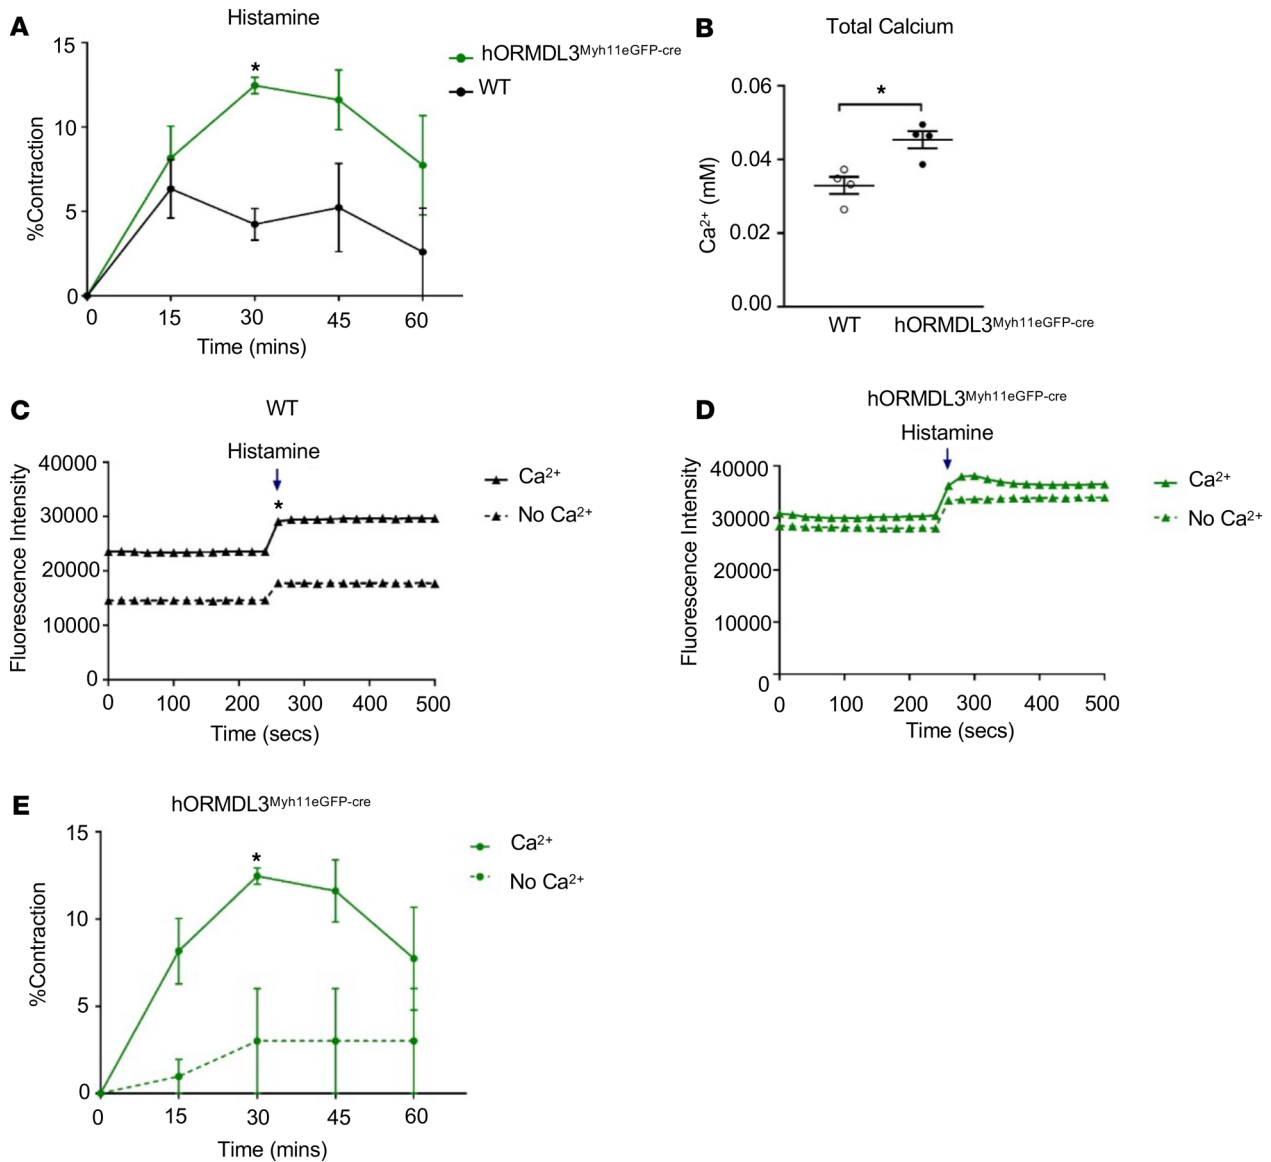 A
Histamine
hORMDL3Myh11eGFP-cre
WT
*
15
10
5
0
%Contraction
0 15 30 45 60
Time (mins)
B
Total Calcium
*
0.06
0.04
0.02
0.00
Ca2+ (mM)
WT hORMDL3Myh11eGFP-cre
C
WT
Histamine
*
Ca2+
No Ca2+
40000
30000
20000
10000
0
Fluorescence Intensity
0 100 200 300 400 500
Time (secs)
D
hORMDL3Myh11eGFP-cre
Histamine
Ca2+
No Ca2+
40000
30000
20000
10000
0
Fluorescence Intensity
0 100 200 300 400 500
Time (secs)
E
hORMDL3Myh11eGFP-cre
Ca2+
No Ca2+
*
15
10
5
0
%Contraction
0 15 30 45 60
Time (mins)